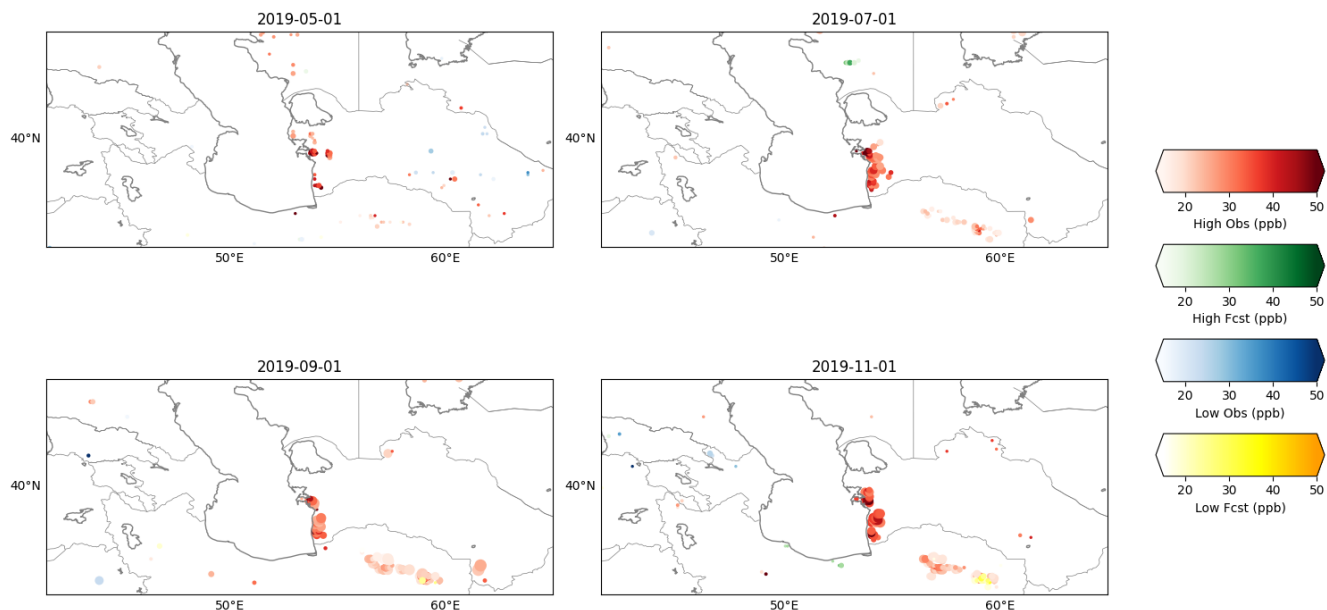 2019-05-01
2019-07-01
40°N
40°N
50°E
60°E
50°E
60°E
20 30 40 50
High Obs (ppb)
20 30 40 50
High Fcst (ppb)
20 30 40 50
Low Obs (ppb)
20 30 40 50
Low Fcst (ppb)
2019-09-01
2019-11-01
40°N
40°N
50°E
60°E
50°E
60°E